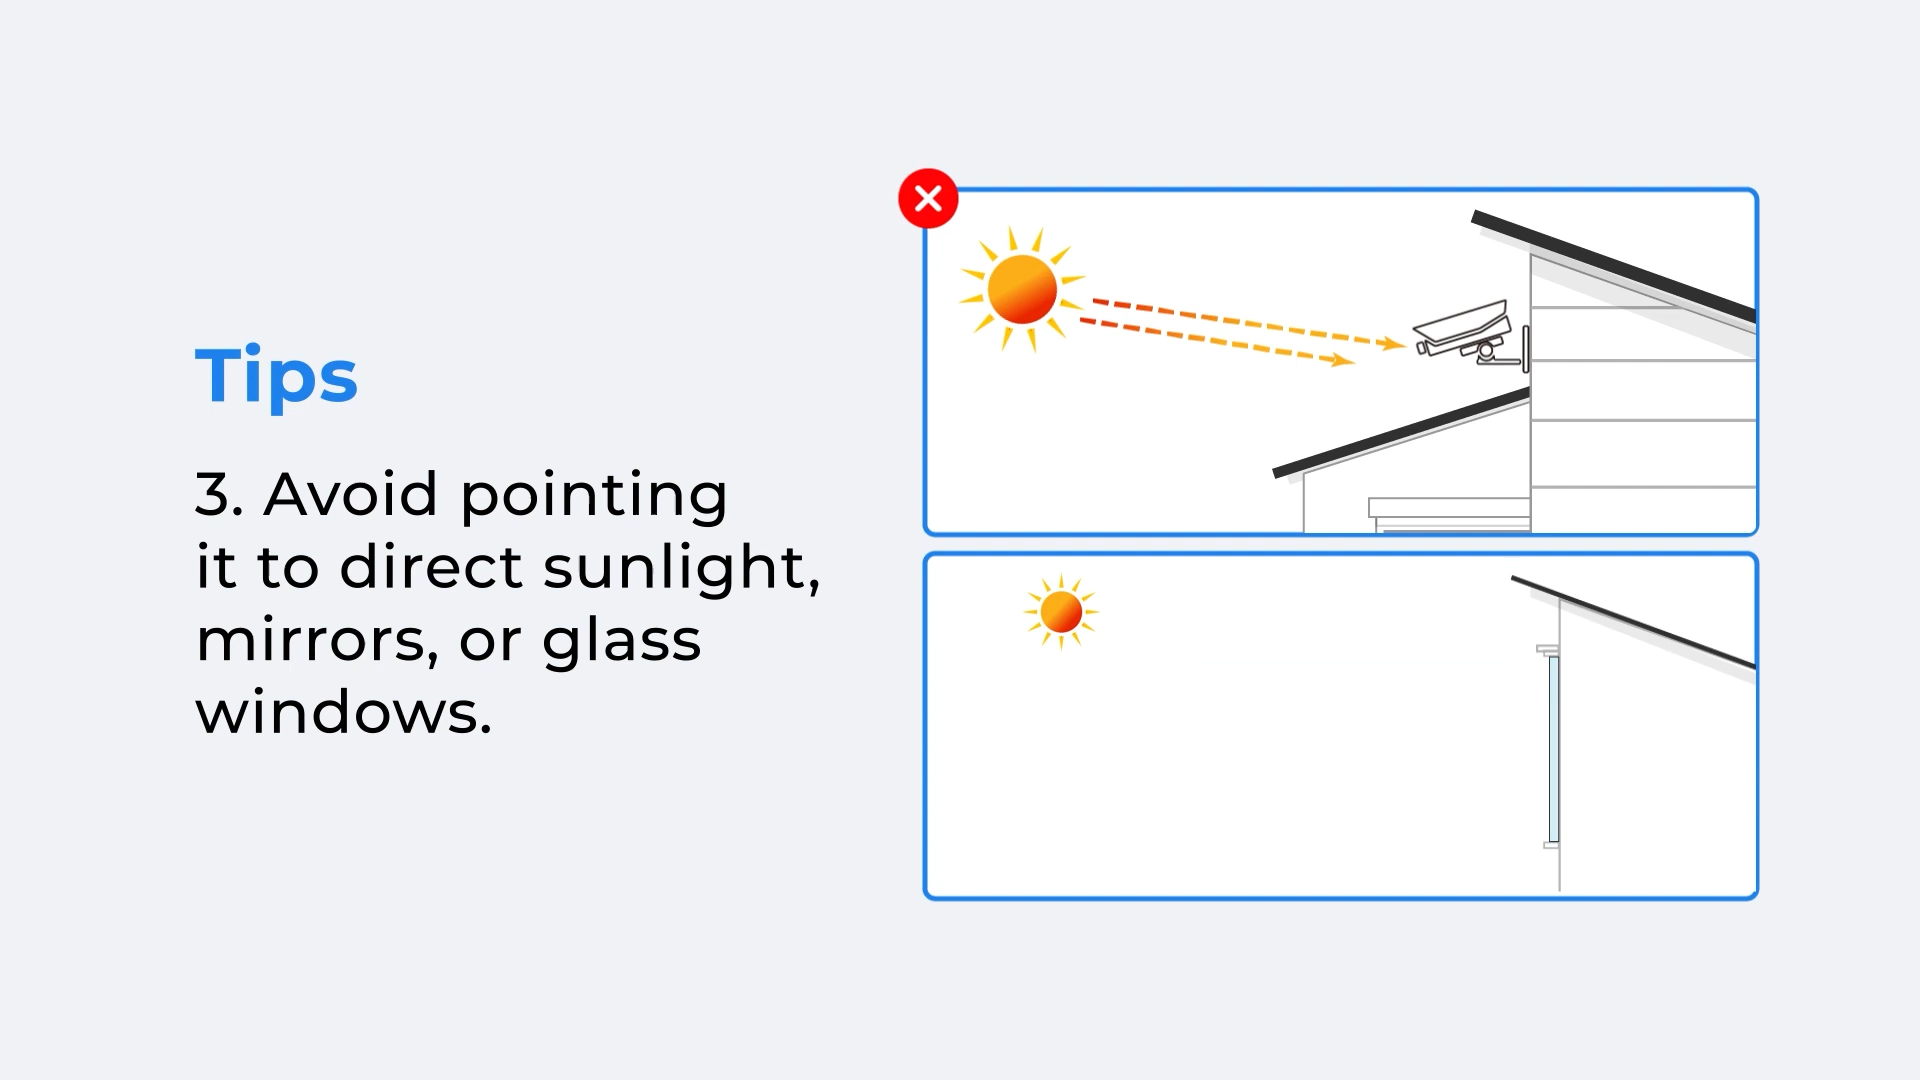 Tips
3. Avoid pointing
it to direct sunlight,
mirrors, or glass
windows.